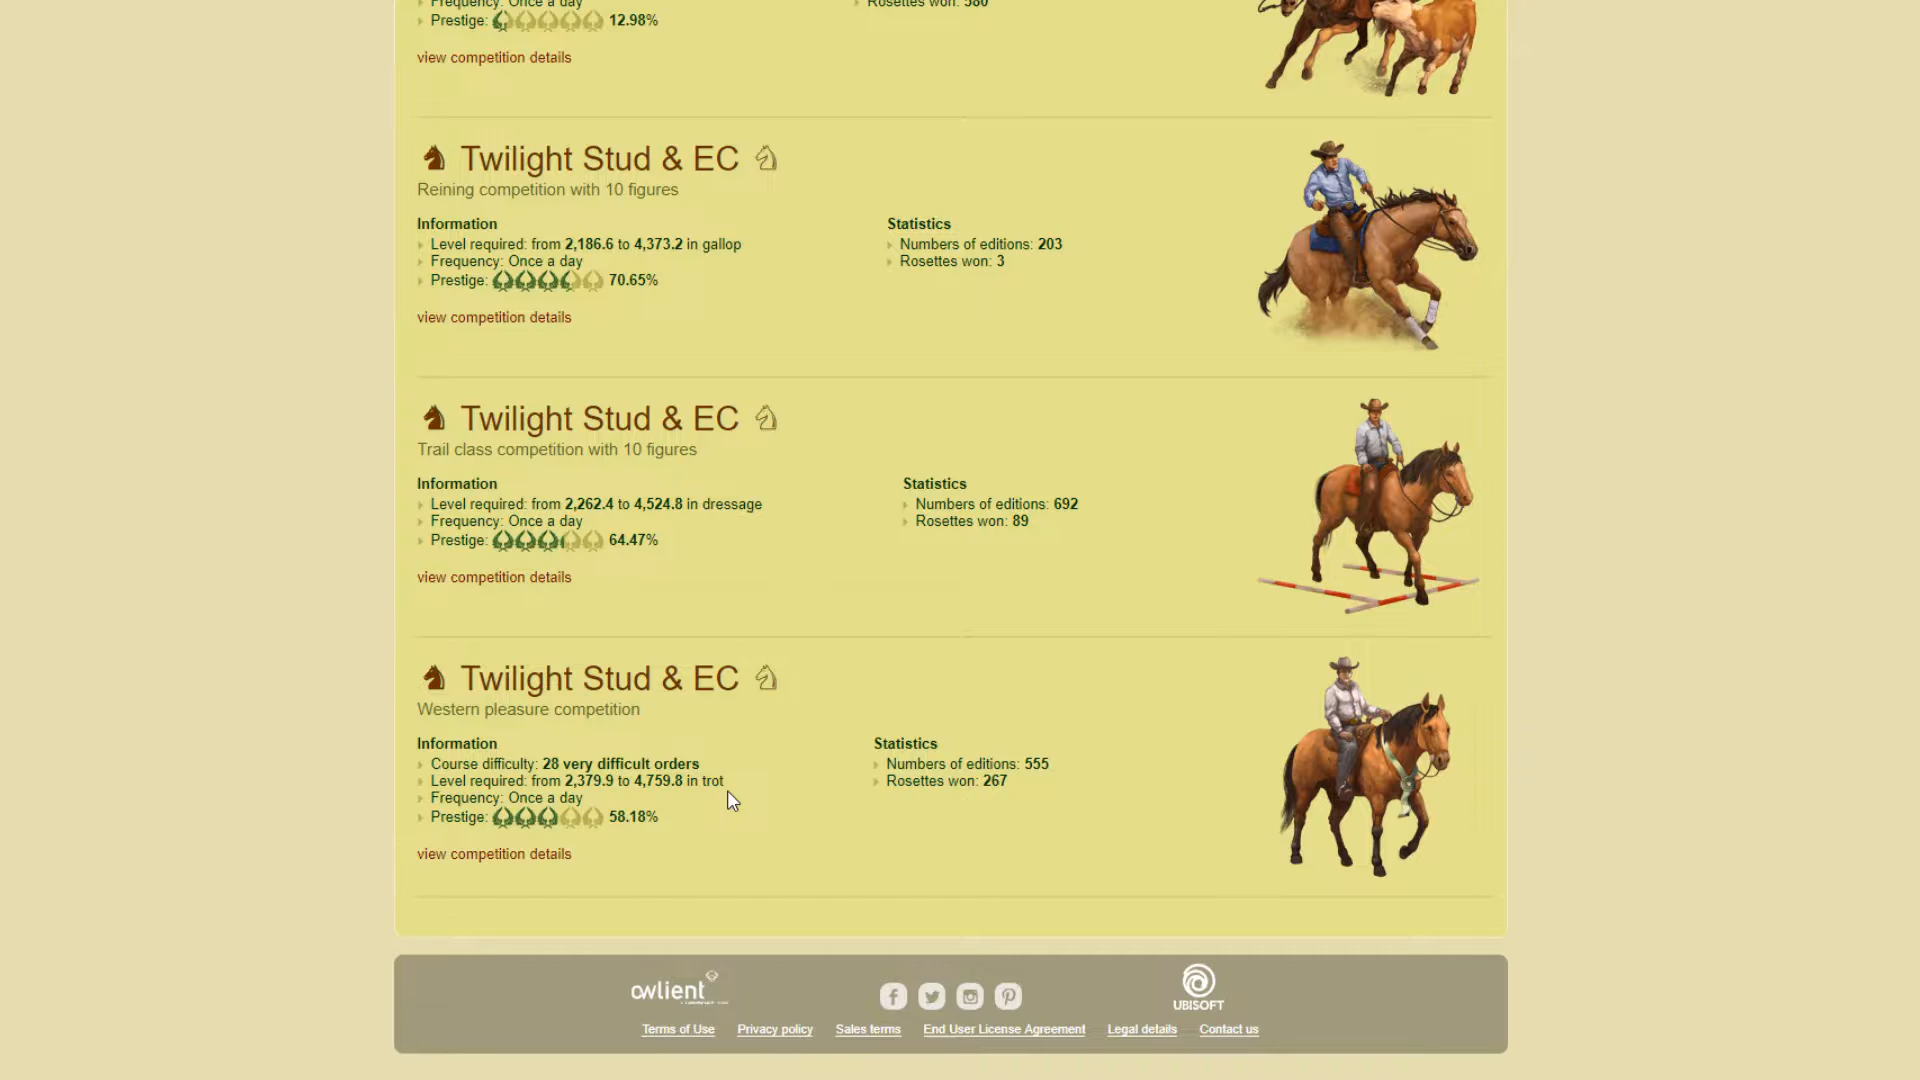 Frequency: Once a day
Rosettes won: 580
Prestige: 12.98%
view competition details
Twilight Stud & EC
Reining competition with 10 figures
Information
Level required: from 2,186.6 to 4,373.2 in gallop
Frequency: Once a day
Prestige: 70.65%
Statistics
Numbers of editions: 203
Rosettes won: 3
view competition details
Twilight Stud & EC
Trail class competition with 10 figures
Information
Level required: from 2,262.4 to 4,524.8 in dressage
Frequency: Once a day
Prestige: 64.47%
Statistics
Numbers of editions: 692
Rosettes won: 89
view competition details
Twilight Stud & EC
Western pleasure competition
Information
Course difficulty: 28 very difficult orders
Level required: from 2,379.9 to 4,759.8 in trot
Frequency: Once a day
Prestige: 58.18%
Statistics
Numbers of editions: 555
Rosettes won: 267
view competition details
owlient
UBISOFT
Terms of Use Privacy policy Sales terms End User License Agreement Legal details Contact us